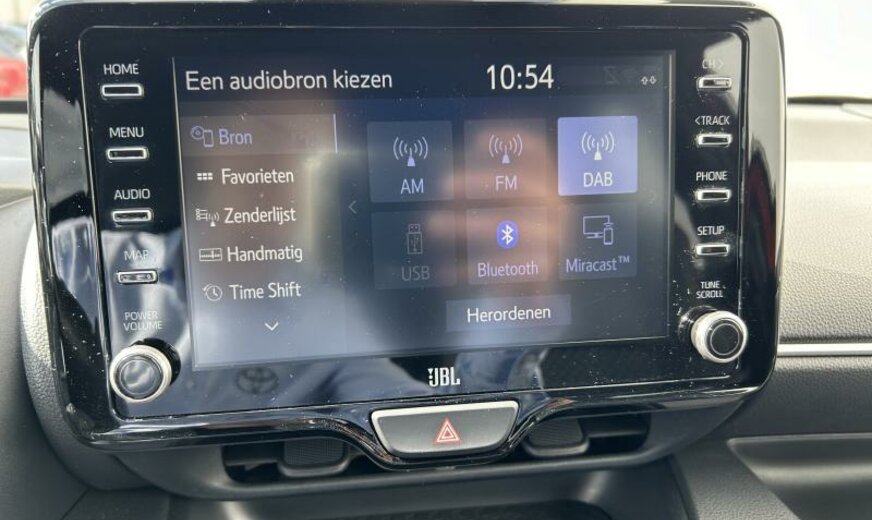 HOME
MENU
AUDIO
MAP
POWER
VOLUME
Een audiobron kiezen
10:54
Bron
Favorieten
Zenderlijst
Handmatig
Time Shift
AM
FM
DAB
USB
Bluetooth
Miracast™
Herordenen
CH >
< TRACK
PHONE
SETUP
TUNE
SCROLL
JBL